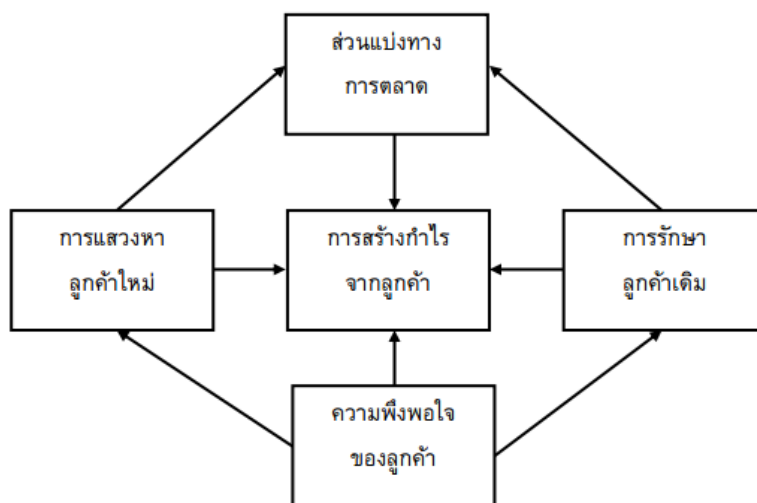 ส่วนแบ่งทาง
การตลาด
การแสวงหา
ลูกค้าใหม่
การสร้างกำไร
จากลูกค้า
การรักษา
ลูกค้าเดิม
ความพึงพอใจ
ของลูกค้า